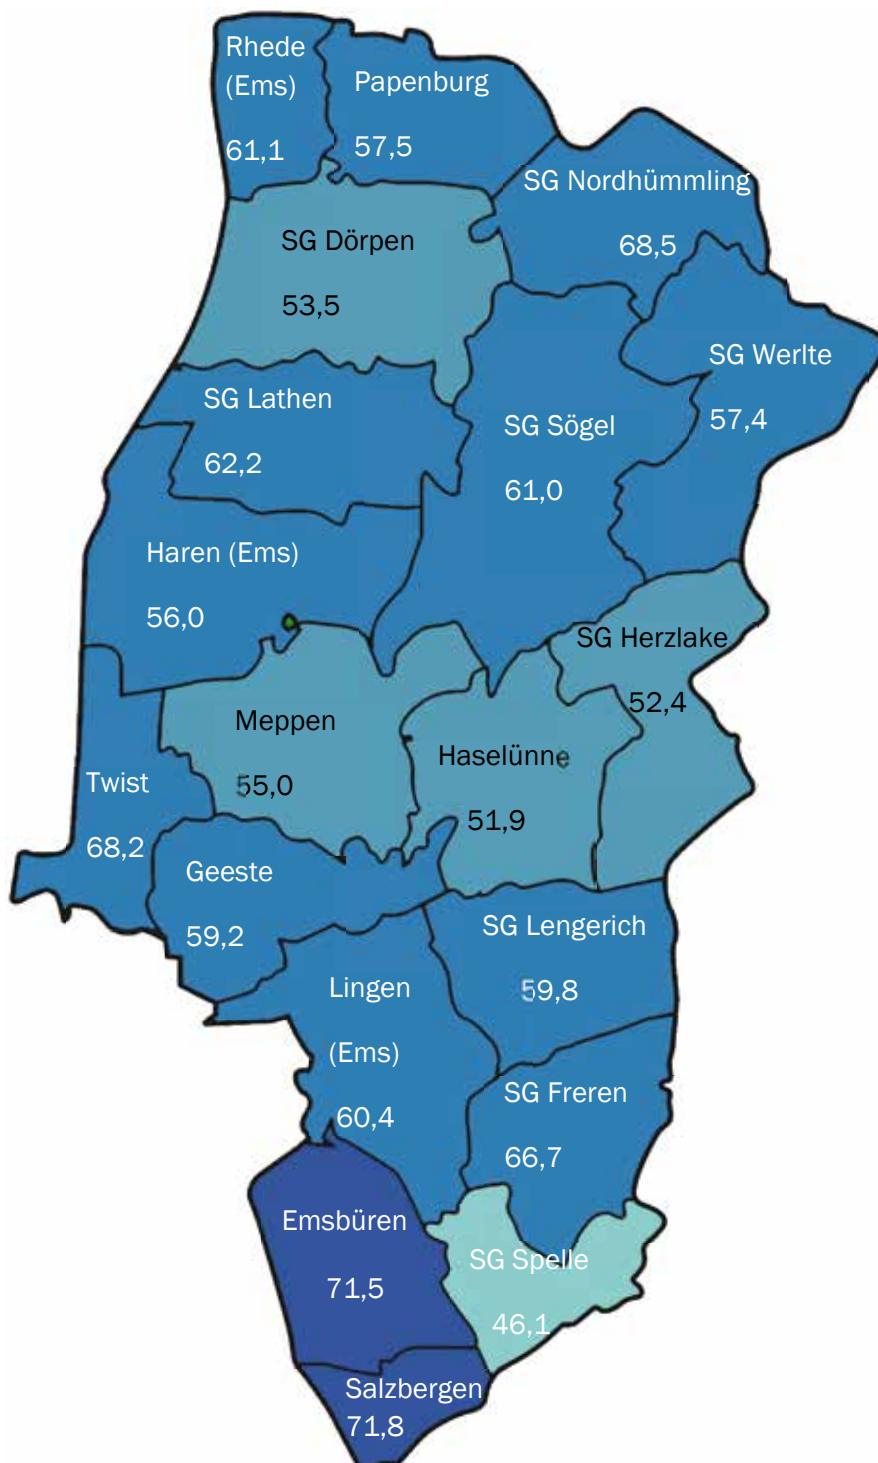 Rhede
(Ems)
61,1
Papenburg
57,5
SG Nordhümmling
68,5
SG Dörpen
53,5
SG Werlte
57,4
SG Lathen
62,2
SG Sögel
61,0
Haren (Ems)
56,0
SG Herzlake
52,4
Meppen
55,0
Haselünne
51,9
Twist
68,2
Geeste
59,2
SG Lengerich
59,8
Lingen
(Ems)
60,4
SG Freren
66,7
Emsbüren
71,5
SG Spelle
46,1
Salzbergen
71,8